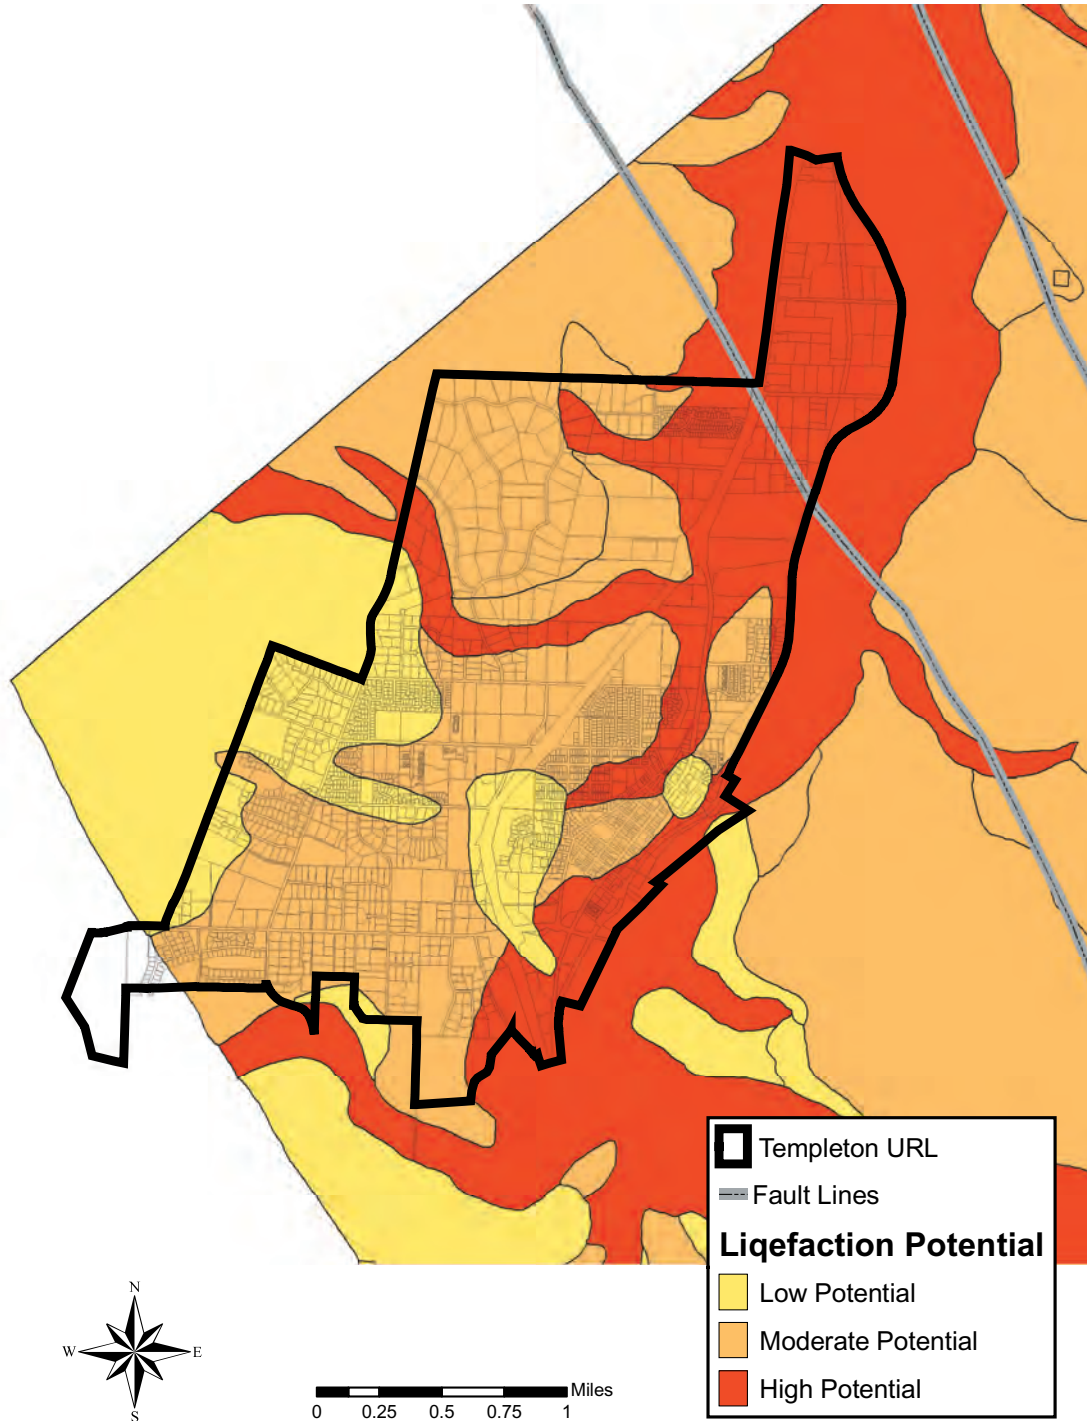 Templeton URL
Fault Lines
Liqefaction Potential
Low Potential
Moderate Potential
High Potential
N
W E
S
Miles
0 0.25 0.5 0.75 1